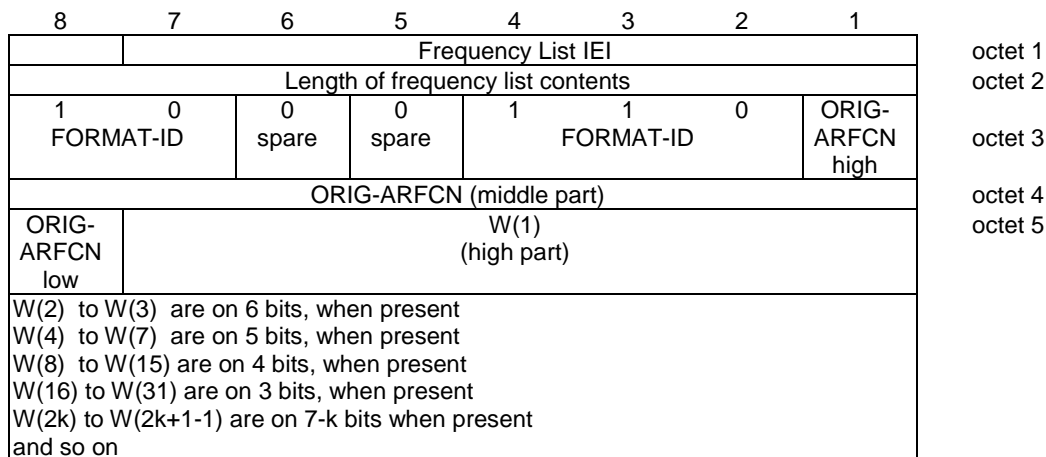 8 7 6 5 4 3 2 1
Frequency List IEI octet 1
Length of frequency list contents octet 2
1 0 0 0 1 1 0 ORIG-
FORMAT-ID spare spare FORMAT-ID ARFCN octet 3
high
ORIG-ARFCN (middle part) octet 4
ORIG- W(1) octet 5
ARFCN (high part)
low
W(2) to W(3) are on 6 bits, when present
W(4) to W(7) are on 5 bits, when present
W(8) to W(15) are on 4 bits, when present
W(16) to W(31) are on 3 bits, when present
W(2k) to W(2k+1-1) are on 7-k bits when present
and so on